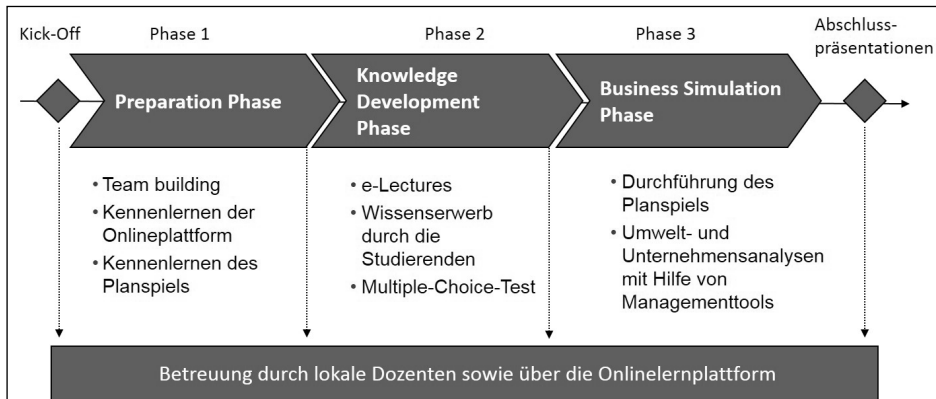 Kick-Off
Phase 1
Phase 2
Phase 3
Abschluss-
präsentationen
Preparation Phase
Knowledge
Development
Phase
Business Simulation
Phase
• Team building
• Kennenlernen der
Onlineplattform
• Kennenlernen des
Planspiels
• e-Lectures
• Wissenserwerb
durch die
Studierenden
• Multiple-Choice-Test
• Durchführung des
Planspiels
• Umwelt- und
Unternehmensanalysen
mit Hilfe von
Managementtools
Betreuung durch lokale Dozenten sowie über die Onlinelernplattform